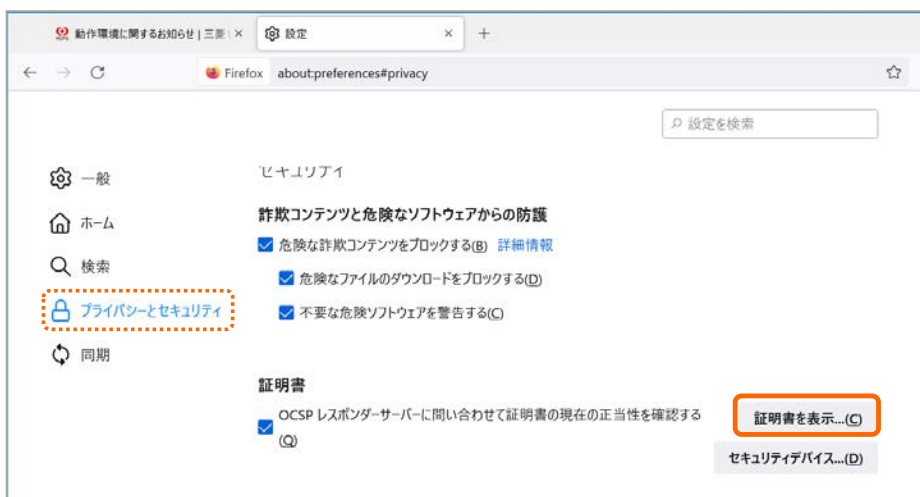 動作環境に関するお知らせ | 三菱 ×
設定 ×
Firefox about:preferences#privacy
設定を検索
一般
ホーム
検索
プライバシーとセキュリティ
同期
セキュリティ
詐欺コンテンツと危険なソフトウェアからの防護
危険な詐欺コンテンツをブロックする(B) 詳細情報
危険なファイルのダウンロードをブロックする(D)
不要な危険ソフトウェアを警告する(C)
証明書
OCSP レスポンダーサーバーに問い合わせて証明書の現在の正当性を確認する
(Q)
証明書を表示...(C)
セキュリティデバイス...(D)